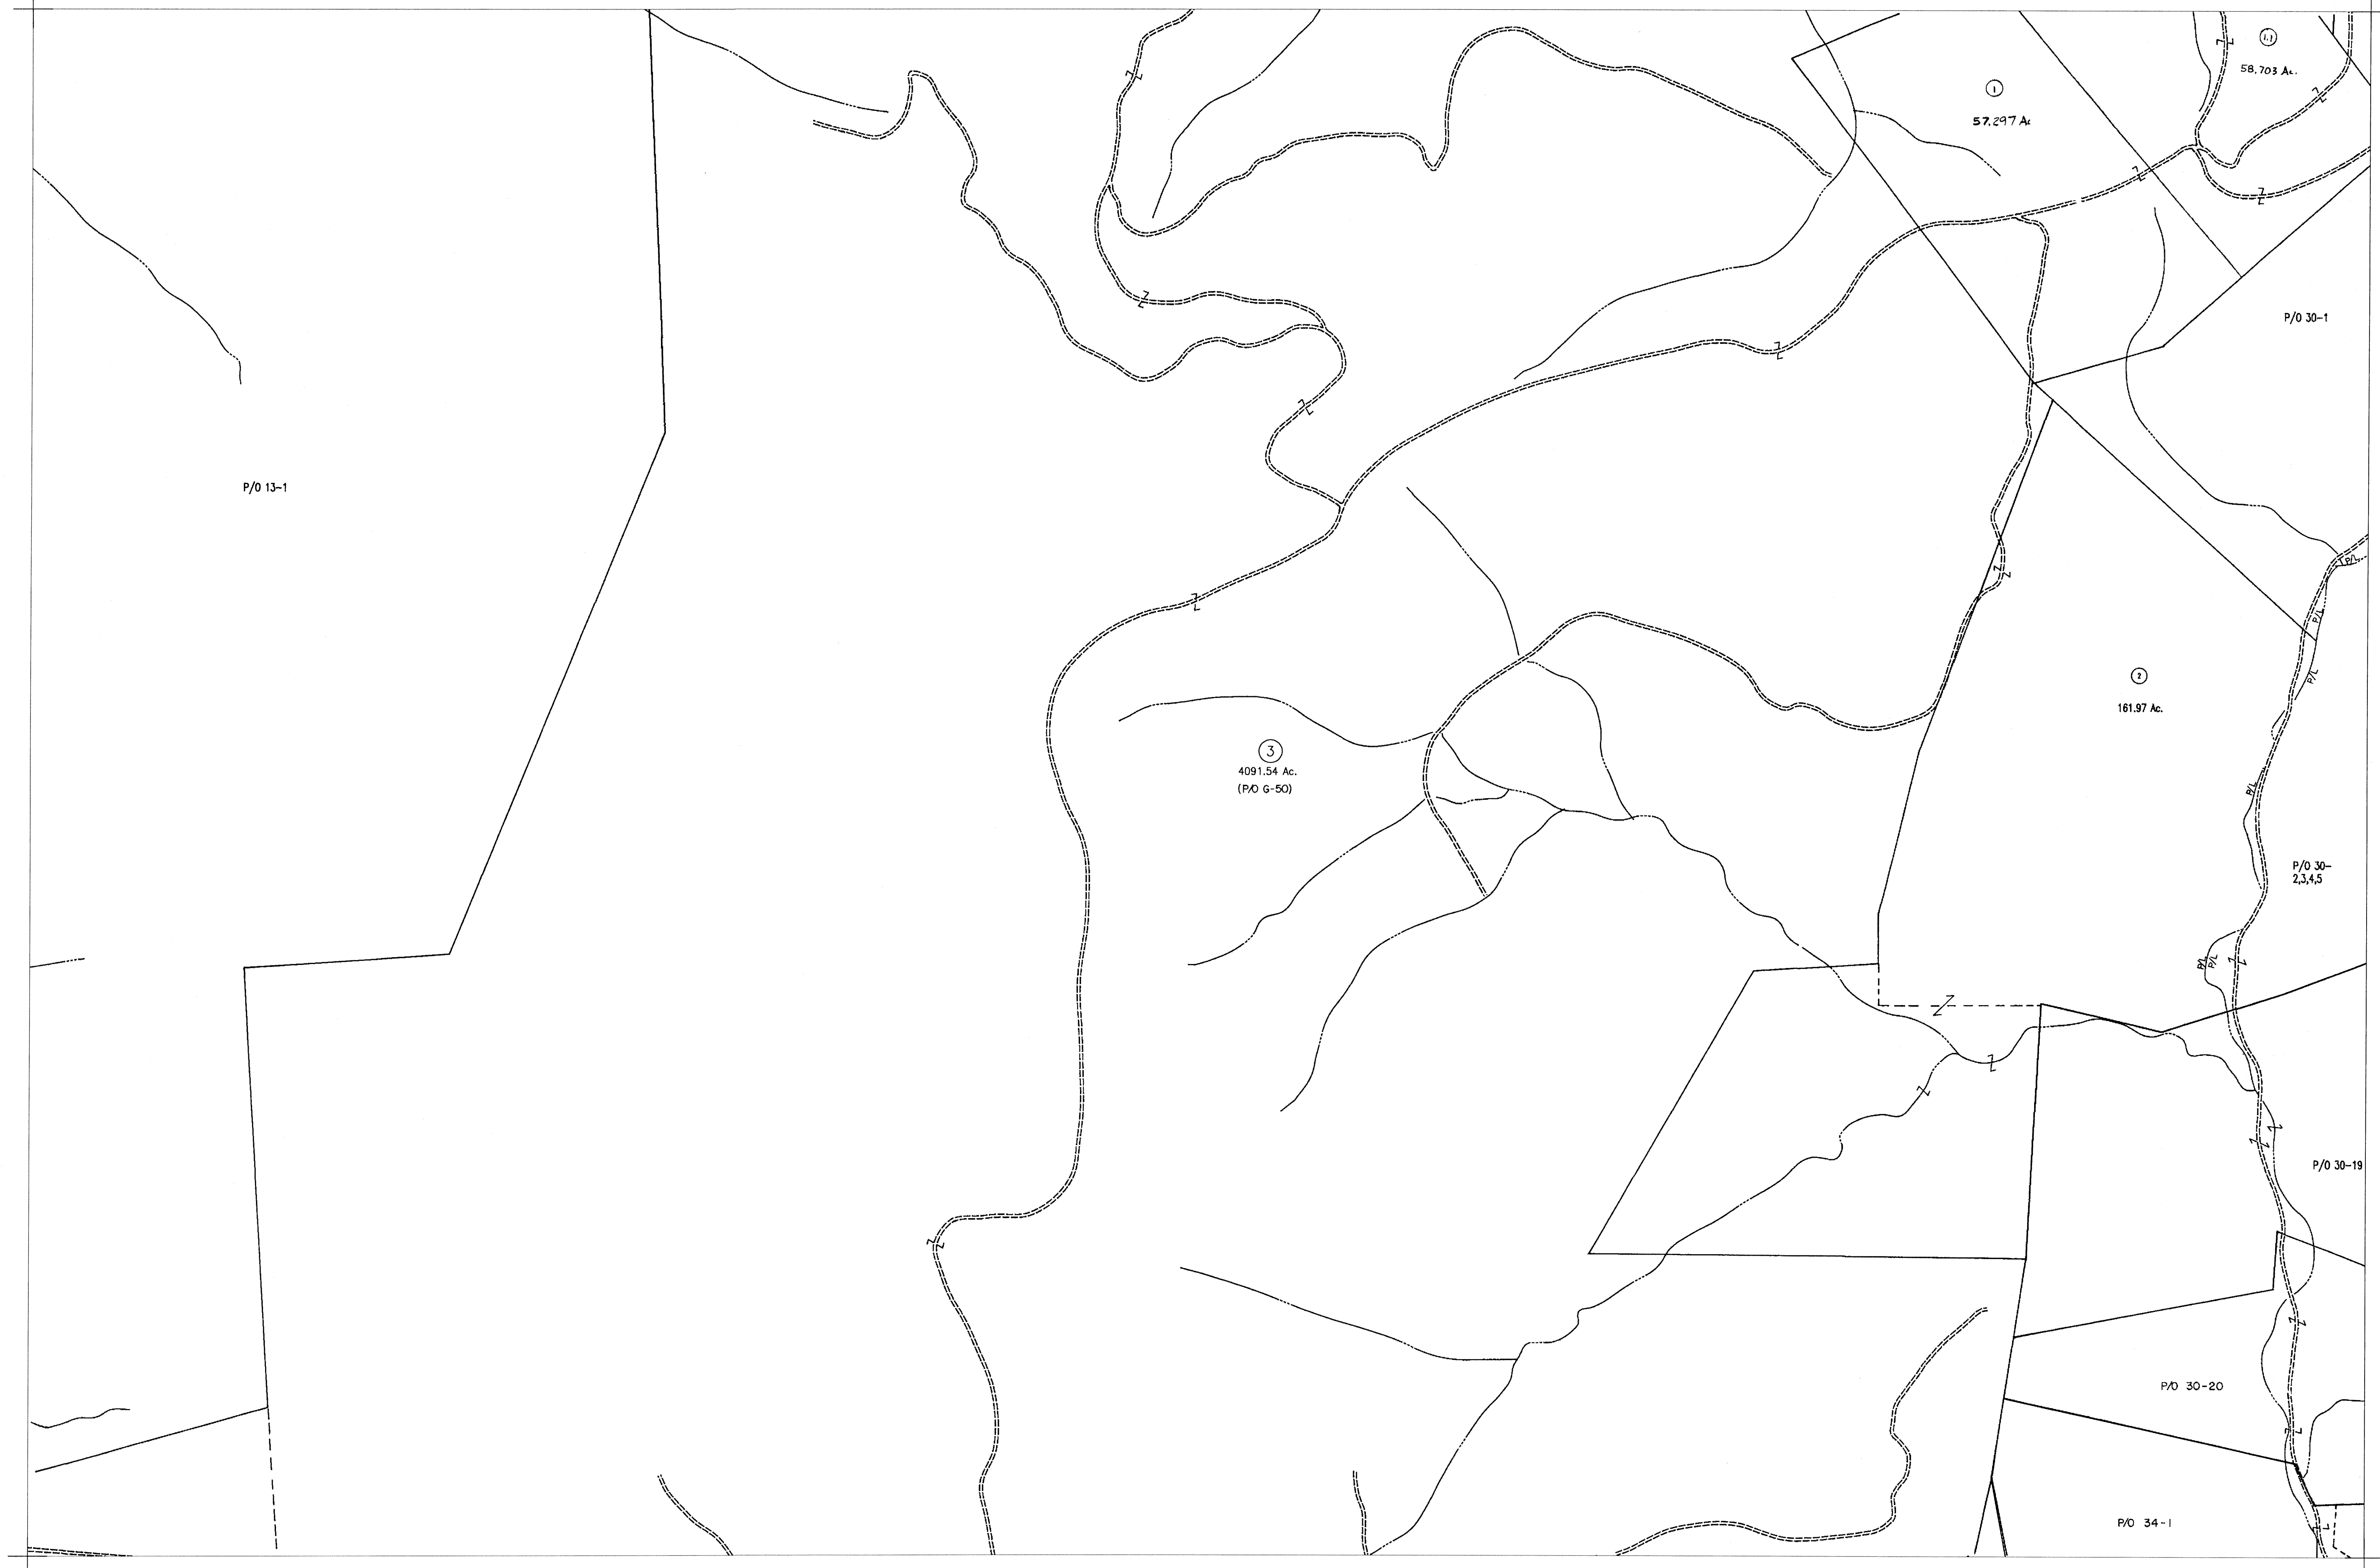 1.1
58.703 Ac.
1
57.297 Ac
P/O 30-1
P/O 13-1
P/L
P/L
P/L
2
161.97 Ac.
3
4091.54 Ac.
(P/O G-50)
P/L
P/O 30-
2,3,4,5
P/L
P/L
P/O 30-19
P/O 30-20
P/O 34-1